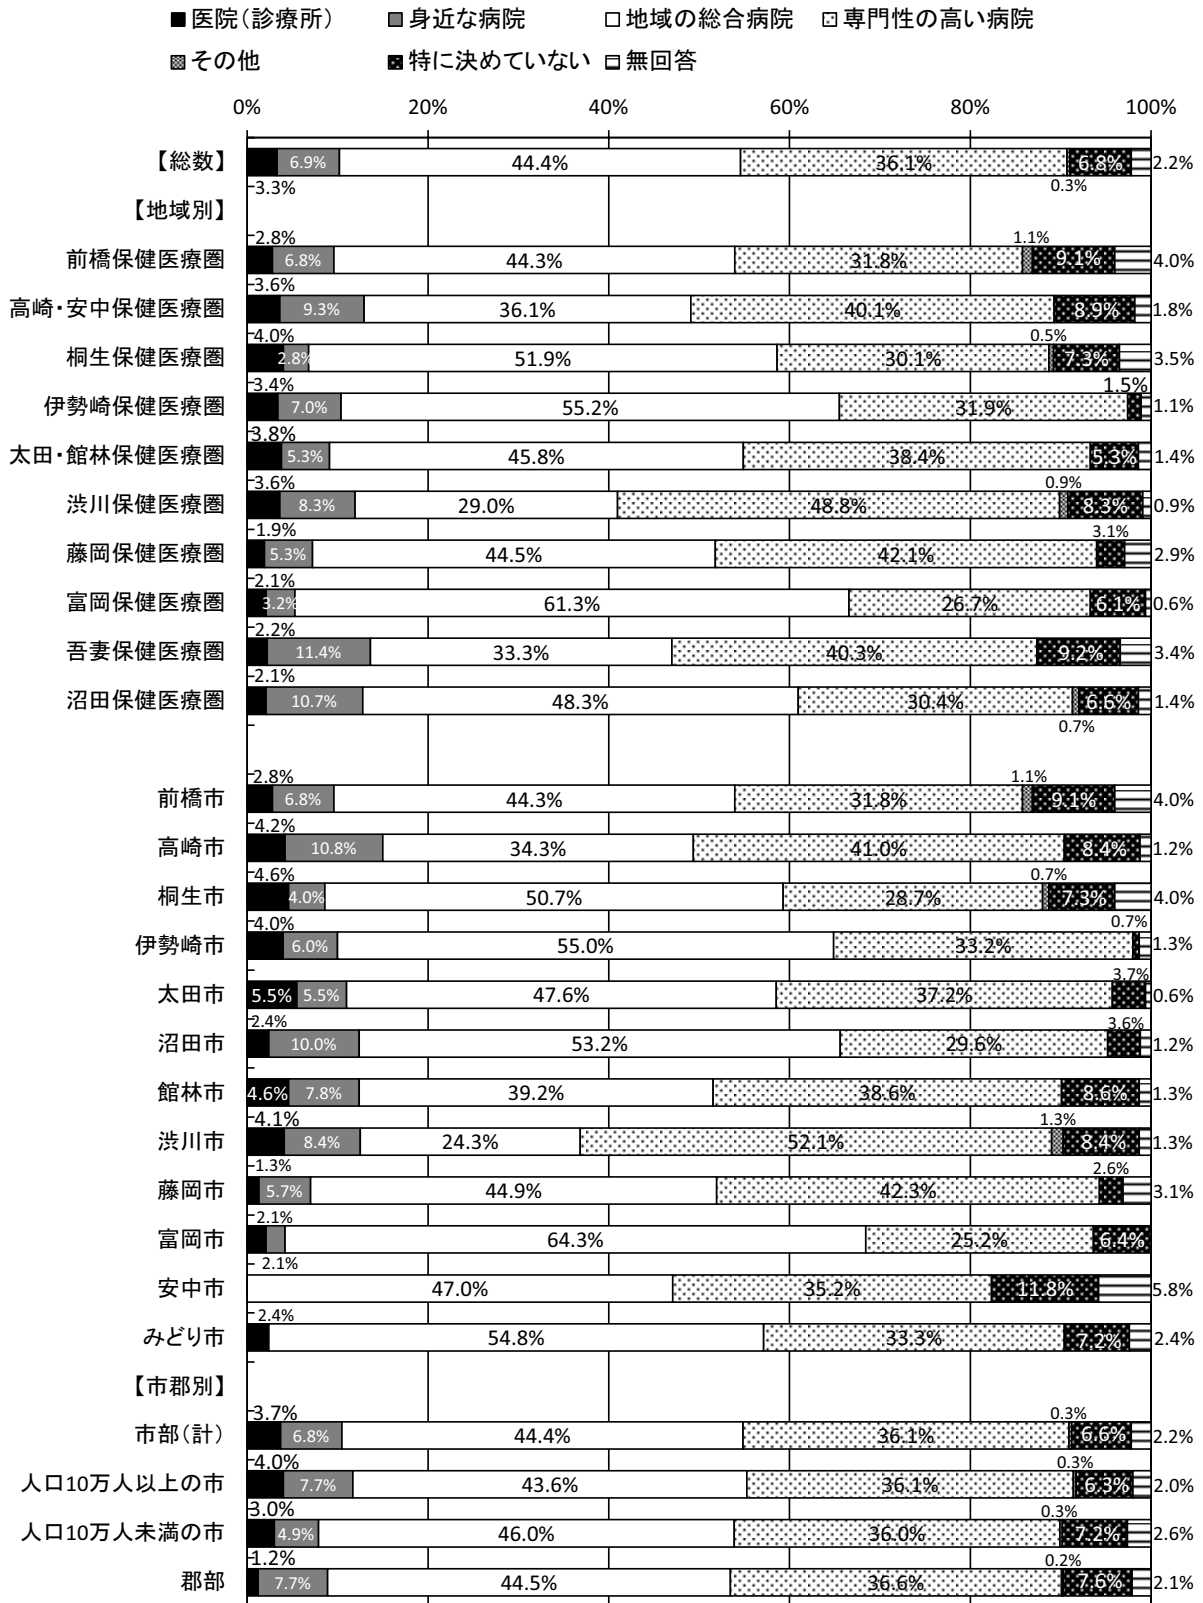 ■医院(診療所) ■身近な病院 □地域の総合病院 専門性の高い病院
その他 特に決めていない 無回答
0% 20% 40% 60% 80% 100%
【総数】 6.9% 44.4% 36.1% 6.8% 2.2%
3.3% 0.3%
【地域別】
2.8% 1.1%
前橋保健医療圏 6.8% 44.3% 31.8% 9.1% 4.0%
3.6%
高崎・安中保健医療圏 9.3% 36.1% 40.1% 8.9% 1.8%
4.0% 0.5%
桐生保健医療圏 2.8% 51.9% 30.1% 7.3% 3.5%
3.4% 1.5%
伊勢崎保健医療圏 7.0% 55.2% 31.9% 1.1%
3.8%
太田・館林保健医療圏 5.3% 45.8% 38.4% 5.3% 1.4%
3.6% 0.9%
渋川保健医療圏 8.3% 29.0% 48.8% 8.3% 0.9%
1.9% 3.1%
藤岡保健医療圏 5.3% 44.5% 42.1% 2.9%
2.1%
富岡保健医療圏 3.2% 61.3% 26.7% 6.1% 0.6%
2.2%
吾妻保健医療圏 11.4% 33.3% 40.3% 9.2% 3.4%
2.1%
沼田保健医療圏 10.7% 48.3% 30.4% 6.6% 1.4%
0.7%
2.8% 1.1%
前橋市 6.8% 44.3% 31.8% 9.1% 4.0%
4.2%
高崎市 10.8% 34.3% 41.0% 8.4% 1.2%
4.6% 0.7%
桐生市 4.0% 50.7% 28.7% 7.3% 4.0%
4.0% 0.7%
伊勢崎市 6.0% 55.0% 33.2% 1.3%
3.7%
太田市 5.5% 5.5% 47.6% 37.2% 0.6%
2.4% 3.6%
沼田市 10.0% 53.2% 29.6% 1.2%
館林市 4.6% 7.8% 39.2% 38.6% 8.6% 1.3%
4.1% 1.3%
渋川市 8.4% 24.3% 52.1% 8.4% 1.3%
1.3% 2.6%
藤岡市 5.7% 44.9% 42.3% 3.1%
2.1%
富岡市 64.3% 25.2% 6.4%
2.1%
安中市 47.0% 35.2% 11.8% 5.8%
2.4%
みどり市 54.8% 33.3% 7.2% 2.4%
【市郡別】
3.7% 0.3%
市部(計) 6.8% 44.4% 36.1% 6.6% 2.2%
4.0% 0.3%
人口10万人以上の市 7.7% 43.6% 36.1% 6.3% 2.0%
3.0% 0.3%
人口10万人未満の市 4.9% 46.0% 36.0% 7.2% 2.6%
1.2% 0.2%
郡部 7.7% 44.5% 36.6% 7.6% 2.1%